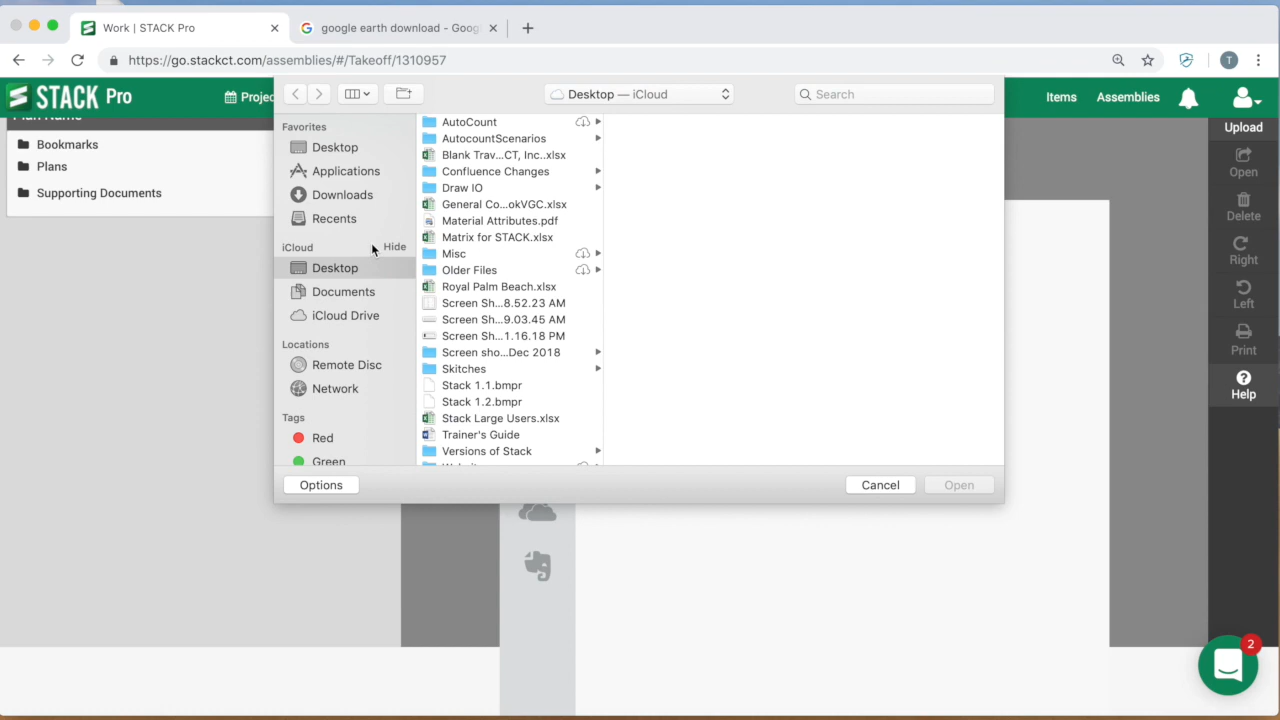 Work | STACK Pro
google earth download - Goog
https://go.stackct.com/assemblies/#/Takeoff/1310957
T
STACK Pro
Projec
Desktop — iCloud
Search
Items
Assemblies
Plan Name
Bookmarks
Plans
Supporting Documents
Favorites
Desktop
Applications
Downloads
Recents
iCloud
Hide
Desktop
Documents
iCloud Drive
Locations
Remote Disc
Network
Tags
Red
Green
AutoCount
AutocountScenarios
Blank Trav...CT, Inc..xlsx
Confluence Changes
Draw IO
General Co...okVGC.xlsx
Material Attributes.pdf
Matrix for STACK.xlsx
Misc
Older Files
Royal Palm Beach.xlsx
Screen Sh...8.52.23 AM
Screen Sh...9.03.45 AM
Screen Sh...1.16.18 PM
Screen sho...Dec 2018
Skitches
Stack 1.1.bmpr
Stack 1.2.bmpr
Stack Large Users.xlsx
Trainer's Guide
Versions of Stack
Options
Cancel
Open
Upload
Open
Delete
Right
Left
Print
Help
2